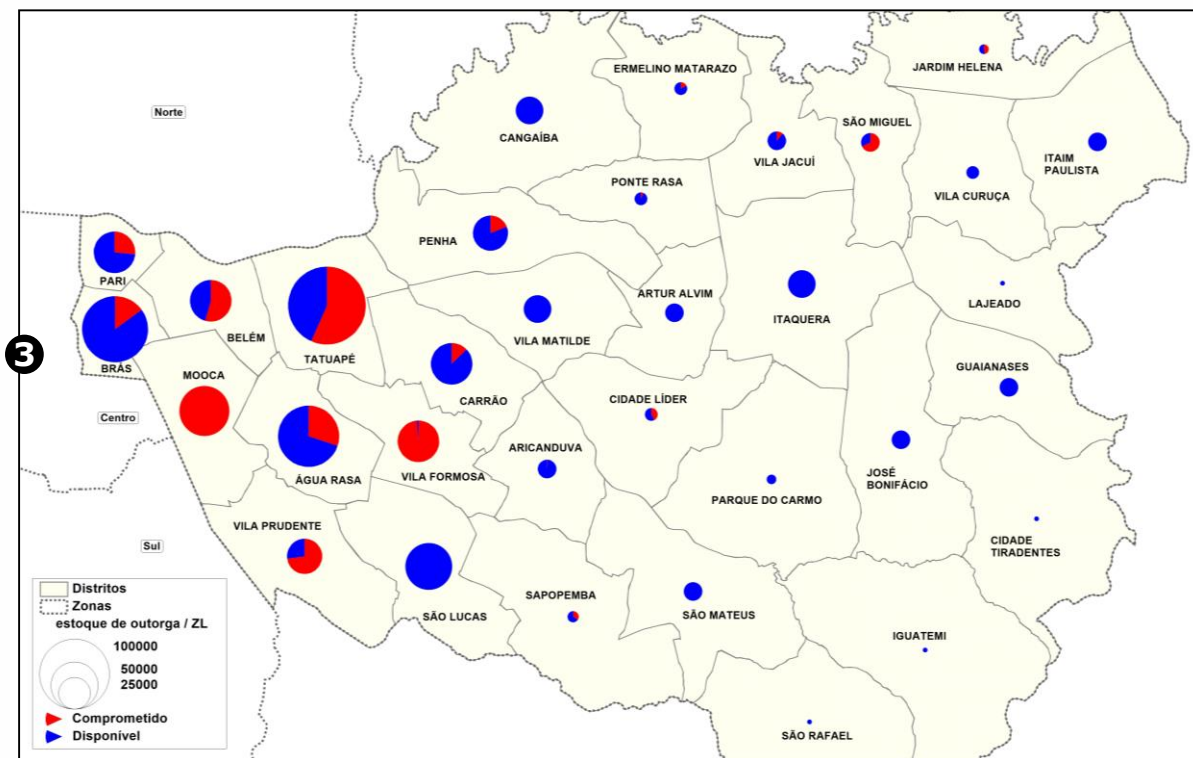 3
Norte
Centro
Sul
ERMELINO MATARAZO
JARDIM HELENA
CANGAÍBA
SÃO MIGUEL
VILA JACUÍ
ITAIM
PAULISTA
PONTE RASA
VILA CURUÇA
PENHA
PARI
LAJEADO
ARTUR ALVIM
ITAQUERA
BELÉM
TATUAPÉ
VILA MATILDE
BRÁS
MOOCA
GUAIANASES
CARRÃO
CIDADE LÍDER
ÁGUA RASA
VILA FORMOSA
ARICANDUVA
JOSÉ
BONIFÁCIO
PARQUE DO CARMO
VILA PRUDENTE
CIDADE
TIRADENTES
SAPOPEMBA
SÃO LUCAS
SÃO MATEUS
IGUATEMI
SÃO RAFAEL
Distritos
Zonas
estoque de outorga / ZL
100000
50000
25000
Comprometido
Disponível